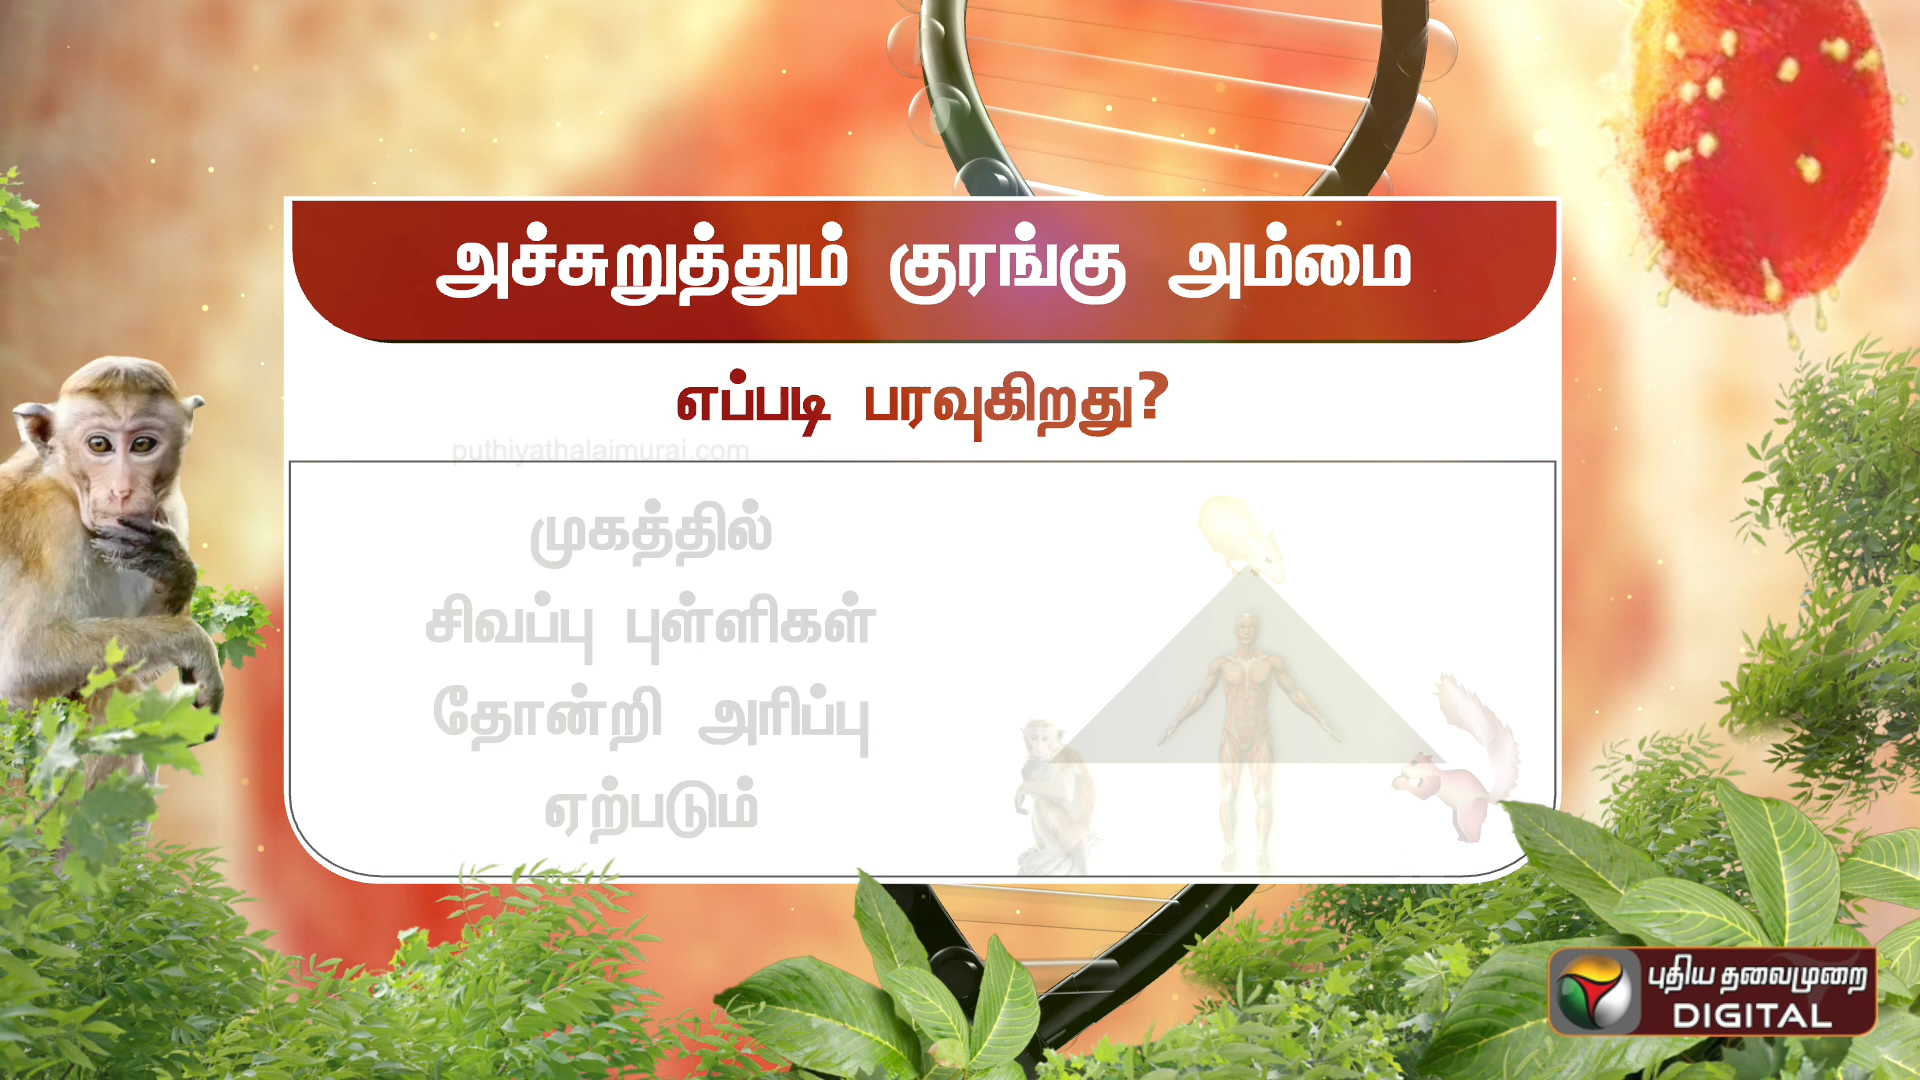 அச்சுறுத்தும் குரங்கு அம்மை
எப்படி பரவுகிறது?
puthiyathalaimurai.com
முகத்தில்
சிவப்பு புள்ளிகள்
தோன்றி அரிப்பு
ஏற்படும்
புதிய தலைமுறை
DIGITAL